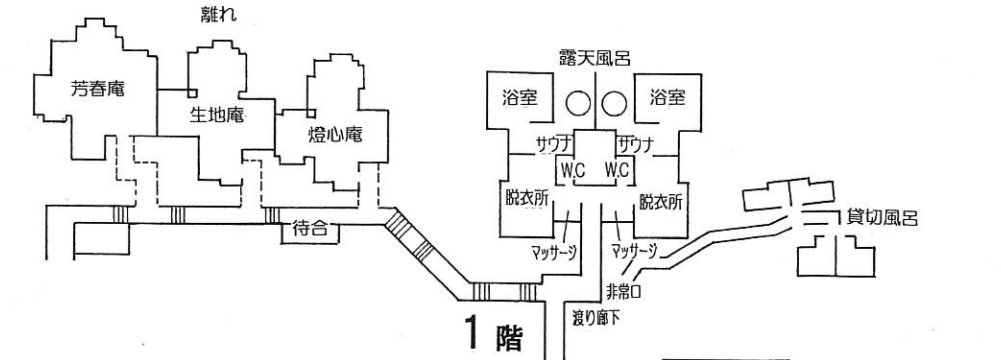 離れ
芳春庵
生地庵
燈心庵
待合
露天風呂
浴室
浴室
サウナ
サウナ
W.C
W.C
脱衣所
脱衣所
マッサージ
マッサージ
貸切風呂
非常口
渡り廊下
1階